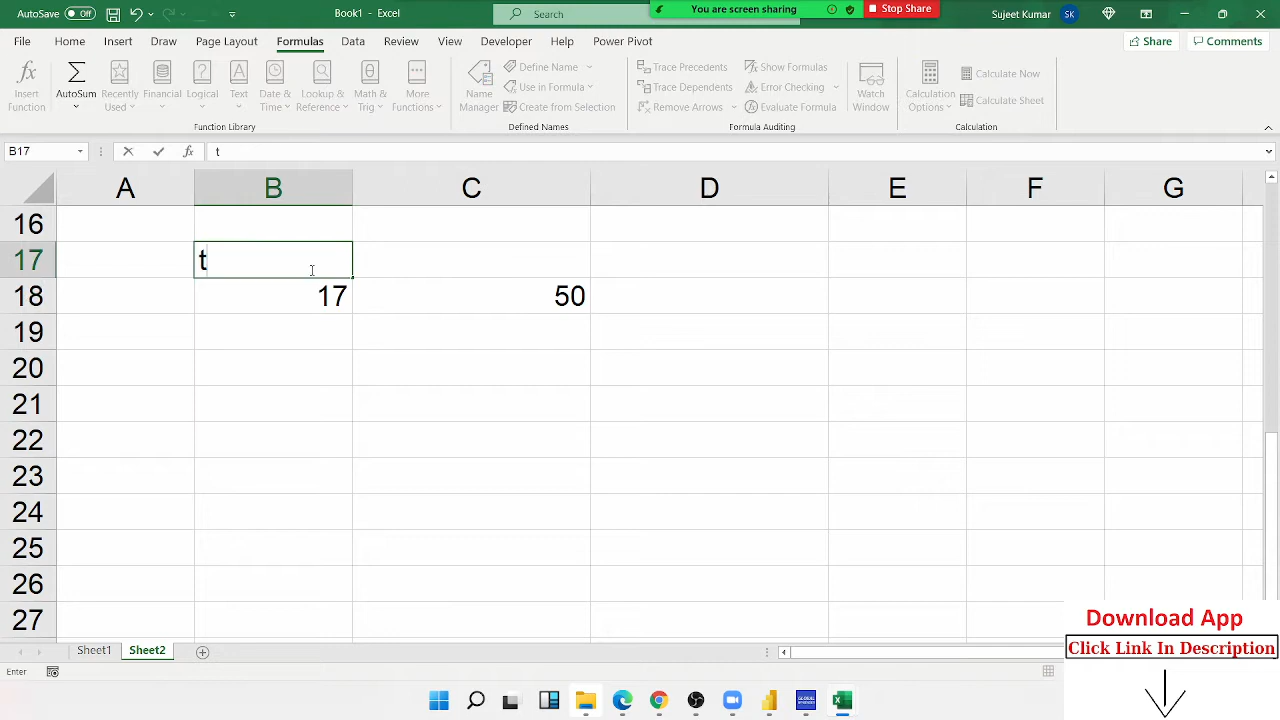 AutoSave Off Book1 - Excel Search You are screen sharing Stop Share Sujeet Kumar SK
File Home Insert Draw Page Layout Formulas Data Review View Developer Help Power Pivot Share Comments
Insert Function AutoSum Recently Used Financial Logical Text Date & Time Lookup & Reference Math & Trig More Functions
Name Manager Define Name Use in Formula Create from Selection
Trace Precedents Trace Dependents Remove Arrows Show Formulas Error Checking Evaluate Formula Watch Window
Calculation Options Calculate Now Calculate Sheet
Function Library Defined Names Formula Auditing Calculation
B17 fx t
A B C D E F G
16
17 t
18 17 50
19
20
21
22
23
24
25
26
27
Download App
Click Link In Description
Sheet1 Sheet2
Enter